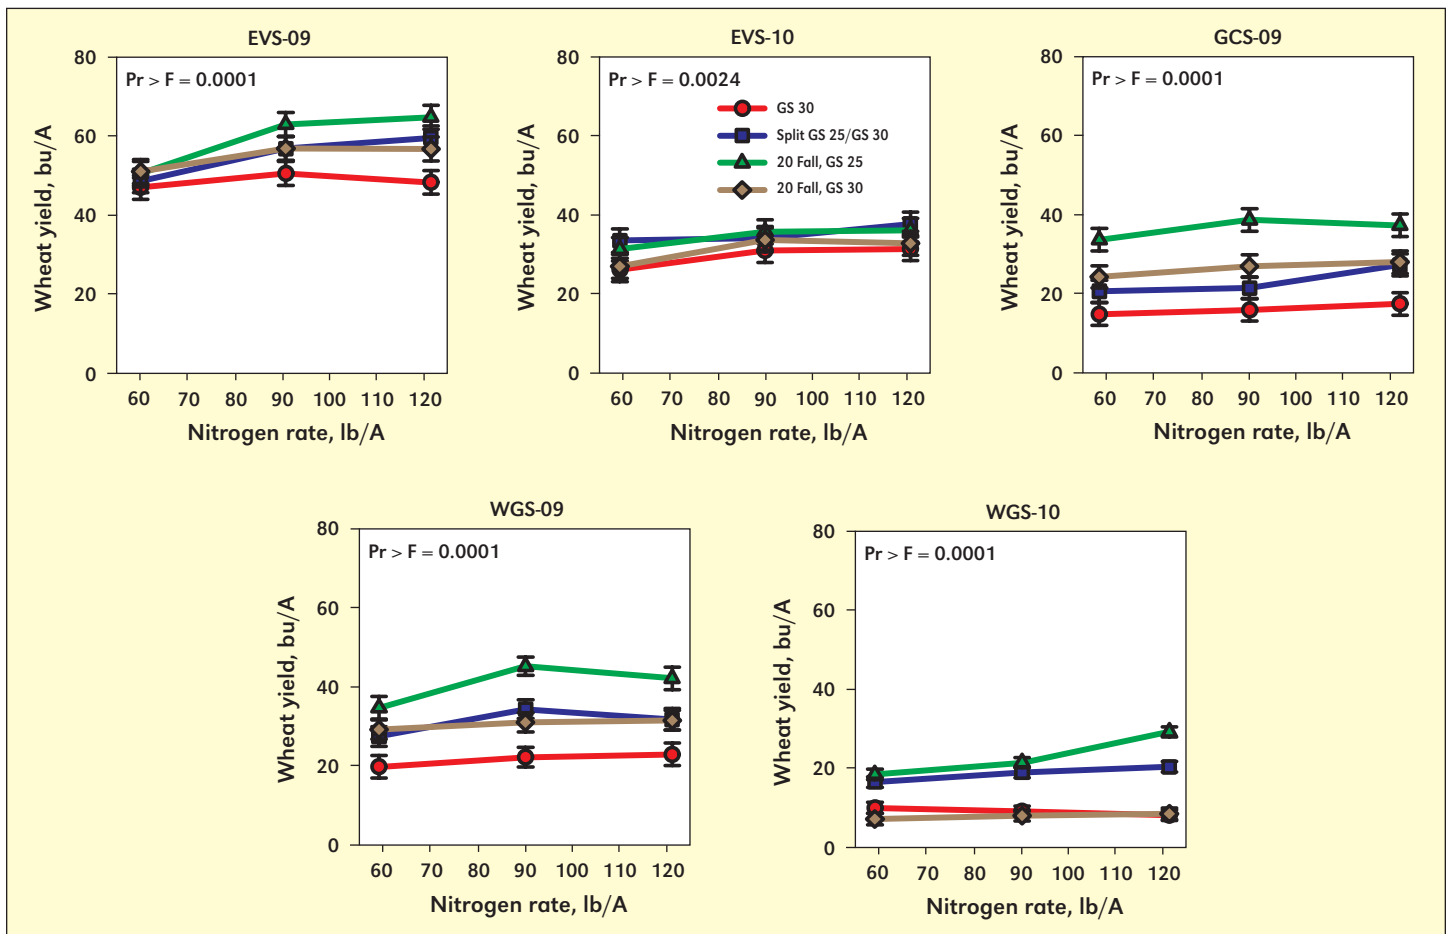 EVS-09
Pr > F = 0.0001
Wheat yield, bu/A
80
60
40
20
0
60 70 80 90 100 110 120
Nitrogen rate, lb/A
EVS-10
Pr > F = 0.0024
GS 30
Split GS 25/GS 30
20 Fall, GS 25
20 Fall, GS 30
Wheat yield, bu/A
80
60
40
20
0
60 70 80 90 100 110 120
Nitrogen rate, lb/A
GCS-09
Pr > F = 0.0001
Wheat yield, bu/A
80
60
40
20
0
60 70 80 90 100 110 120
Nitrogen rate, lb/A
WGS-09
Pr > F = 0.0001
Wheat yield, bu/A
80
60
40
20
0
60 70 80 90 100 110 120
Nitrogen rate, lb/A
WGS-10
Pr > F = 0.0001
Wheat yield, bu/A
80
60
40
20
0
60 70 80 90 100 110 120
Nitrogen rate, lb/A